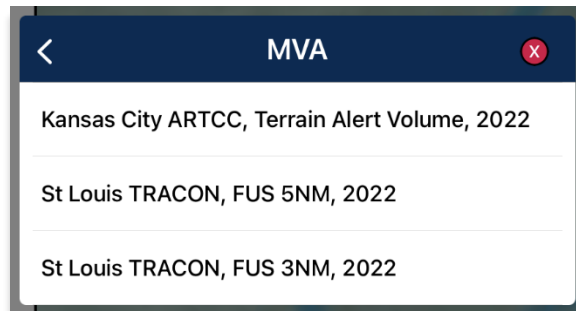 MVA
X
Kansas City ARTCC, Terrain Alert Volume, 2022
St Louis TRACON, FUS 5NM, 2022
St Louis TRACON, FUS 3NM, 2022